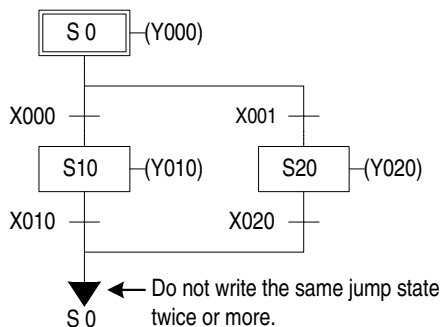 S 0 (Y000)
X000 X001
S10 (Y010) S20 (Y020)
X010 X020
Do not write the same jump state
S 0 twice or more.